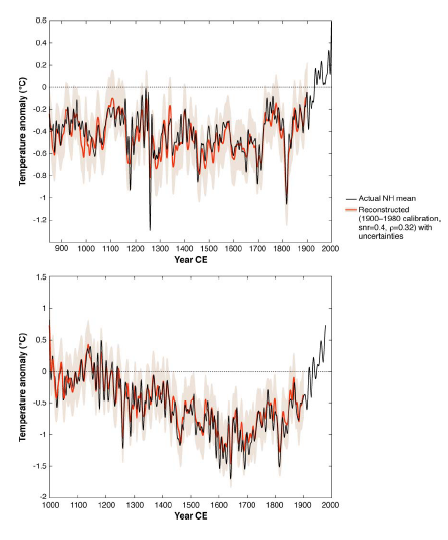 0.6
0.4
0.2
0
-0.2
-0.4
-0.6
-0.8
-1
-1.2
Temperature anomaly (°C)
900 1000 1100 1200 1300 1400 1500 1600 1700 1800 1900 2000
Year CE
Actual NH mean
Reconstructed
(1900–1980 calibration,
snr=0.4, ρ=0.32) with
uncertainties
1.5
1
0.5
0
-0.5
-1
-1.5
-2
Temperature anomaly (°C)
1000 1100 1200 1300 1400 1500 1600 1700 1800 1900 2000
Year CE